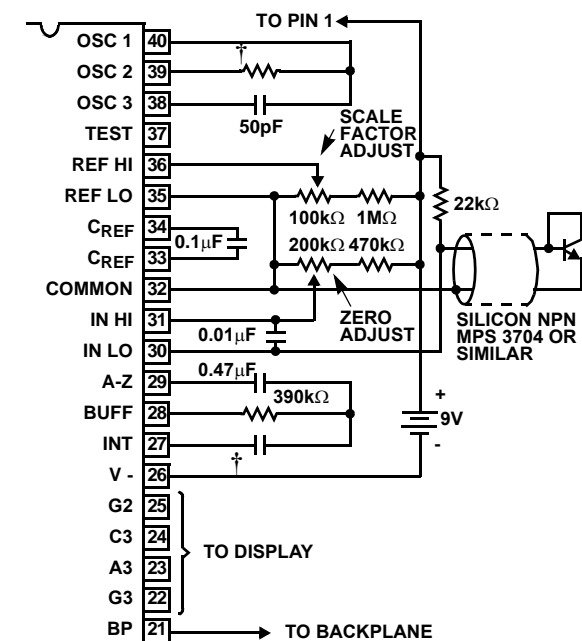 TO PIN 1
OSC 1 40
OSC 2 39 †
OSC 3 38
50pF
TEST 37
SCALE
FACTOR
ADJUST
REF HI 36
REF LO 35
100kΩ 1MΩ
22kΩ
CREF 34
0.1μF
CREF 33
200kΩ 470kΩ
COMMON 32
IN HI 31
ZERO
ADJUST
SILICON NPN
MPS 3704 OR
SIMILAR
0.01μF
IN LO 30
A-Z 29
0.47μF
390kΩ
BUFF 28
+
9V
-
INT 27
†
V - 26
G2 25
C3 24
TO DISPLAY
A3 23
G3 22
BP 21
TO BACKPLANE